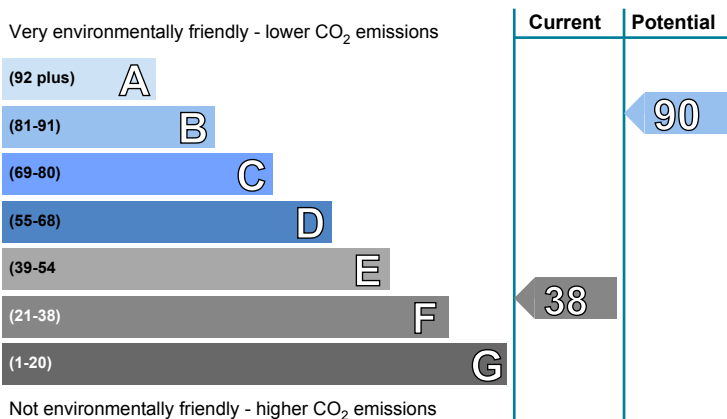 Very environmentally friendly - lower CO2 emissions
Current
Potential
(92 plus) A
(81-91) B
90
(69-80) C
(55-68) D
(39-54 E
38
(21-38) F
(1-20) G
Not environmentally friendly - higher CO2 emissions